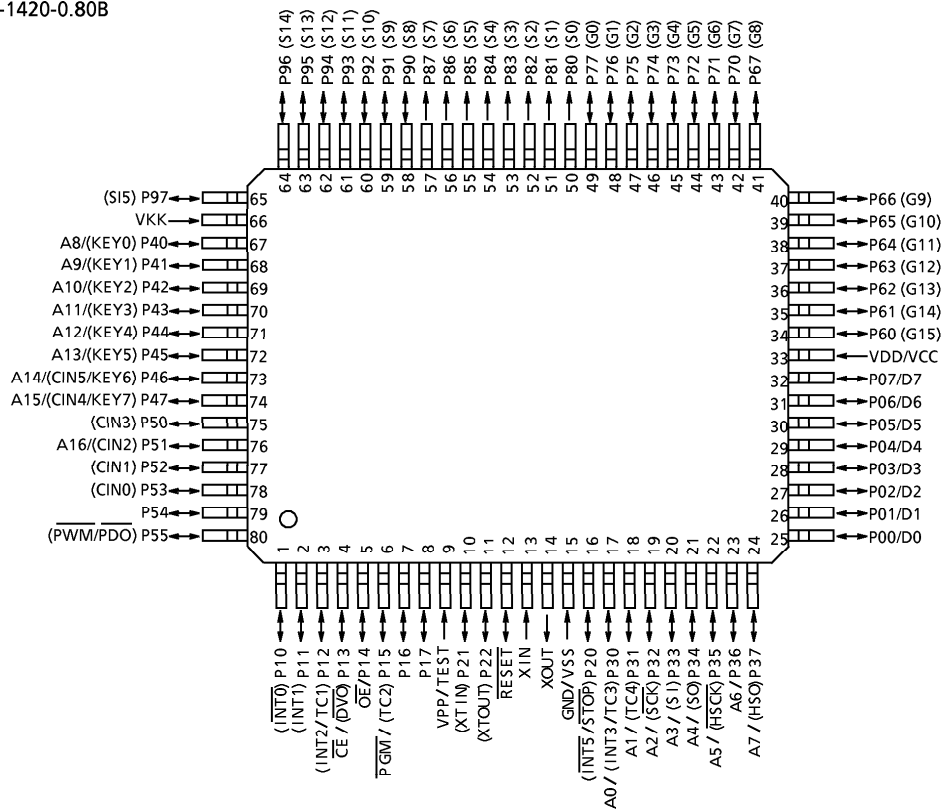 -1420-0.80B
P96 (S14)
P95 (S13)
P94 (S12)
P93 (S11)
P92 (S10)
P91 (S9)
P90 (S8)
P87 (S7)
P86 (S6)
P85 (S5)
P84 (S4)
P83 (S3)
P82 (S2)
P81 (S1)
P80 (S0)
P77 (G0)
P76 (G1)
P75 (G2)
P74 (G3)
P73 (G4)
P72 (G5)
P71 (G6)
P70 (G7)
P67 (G8)
64 63 62 61 60 59 58 57 56 55 54 53 52 51 50 49 48 47 46 45 44 43 42 41
(SI5) P97 65
VKK 66
A8/(KEY0) P40 67
A9/(KEY1) P41 68
A10/(KEY2) P42 69
A11/(KEY3) P43 70
A12/(KEY4) P44 71
A13/(KEY5) P45 72
A14/(CIN5/KEY6) P46 73
A15/(CIN4/KEY7) P47 74
(CIN3) P50 75
A16/(CIN2) P51 76
(CIN1) P52 77
(CIN0) P53 78
P54 79
(PWM/PDO) P55 80
40 P66 (G9)
39 P65 (G10)
38 P64 (G11)
37 P63 (G12)
36 P62 (G13)
35 P61 (G14)
34 P60 (G15)
33 VDD/VCC
32 P07/D7
31 P06/D6
30 P05/D5
29 P04/D4
28 P03/D3
27 P02/D2
26 P01/D1
25 P00/D0
1 2 3 4 5 6 7 8 9 10 11 12 13 14 15 16 17 18 19 20 21 22 23 24
(INT0) P10
(INT1) P11
(INT2/TC1) P12
CE/(DVO) P13
OE/P14
PGM/(TC2) P15
P16
P17
VPP/TEST
(XTIN) P21
(XTOUT) P22
RESET
XIN
XOUT
GND/VSS
(INT5/STOP) P20
A0/(INT3/TC3) P30
A1/(TC4) P31
A2/(SCK) P32
A3/(SI) P33
A4/(SO) P34
A5/(HSCK) P35
A6/P36
A7/(HSO) P37